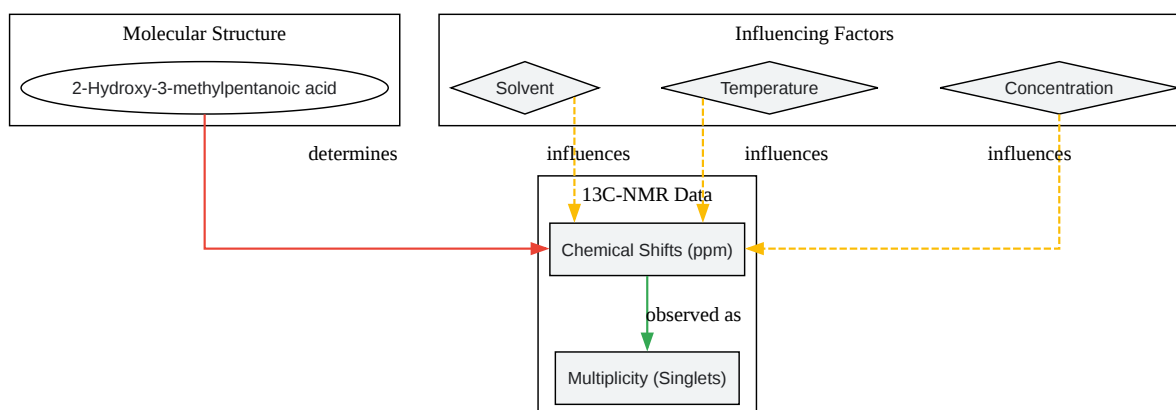 Molecular Structure
Influencing Factors
2-Hydroxy-3-methylpentanoic acid
Solvent
Temperature
Concentration
determines
influences
influences
influences
13C-NMR Data
Chemical Shifts (ppm)
observed as
Multiplicity (Singlets)